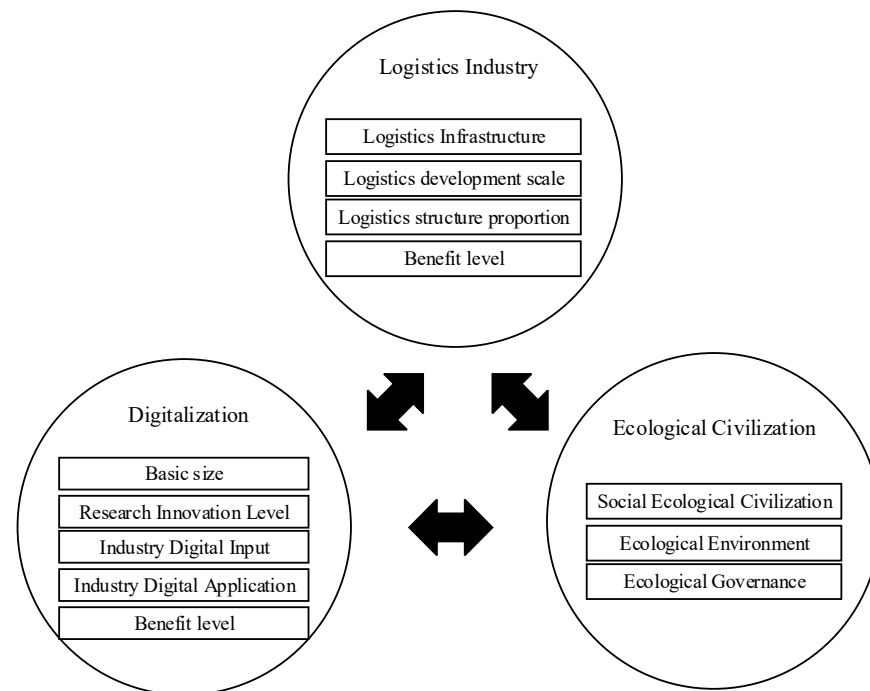 Logistics Industry
Logistics Infrastructure
Logistics development scale
Logistics structure proportion
Benefit level
Digitalization
Basic size
Research Innovation Level
Industry Digital Input
Industry Digital Application
Benefit level
Ecological Civilization
Social Ecological Civilization
Ecological Environment
Ecological Governance